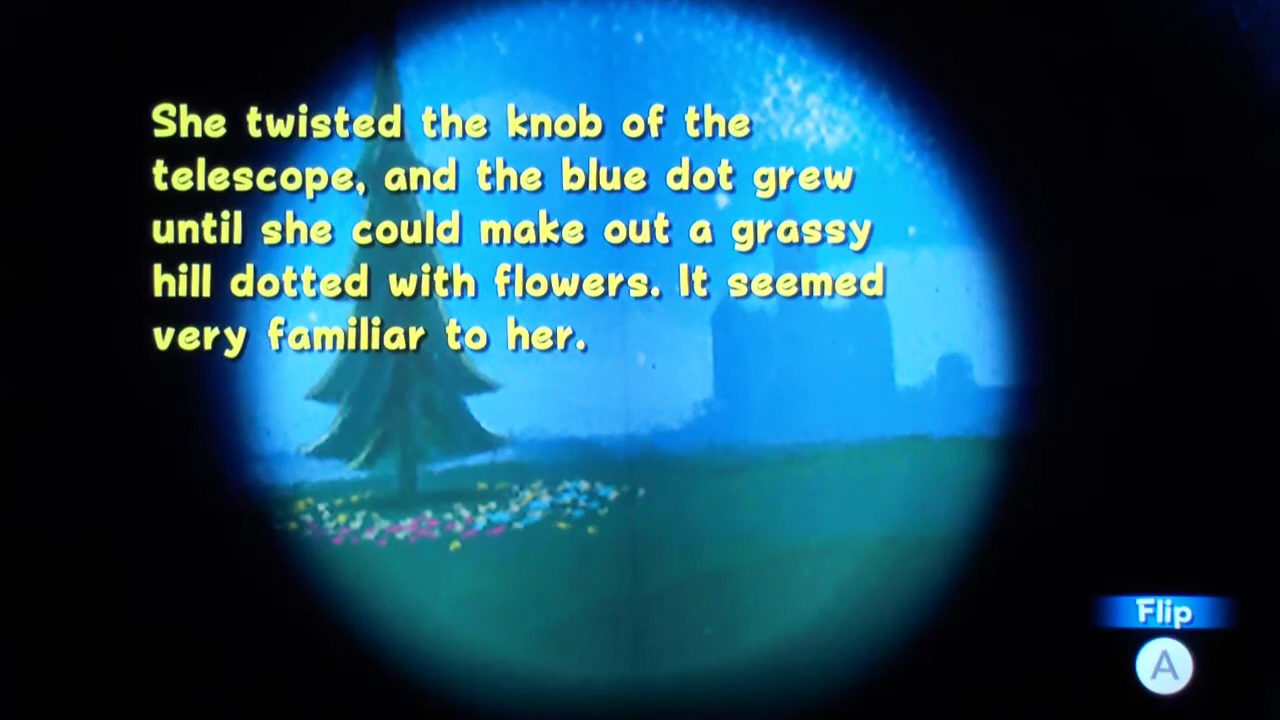 She twisted the knob of the
telescope, and the blue dot grew
until she could make out a grassy
hill dotted with flowers. It seemed
very familiar to her.
Flip
A